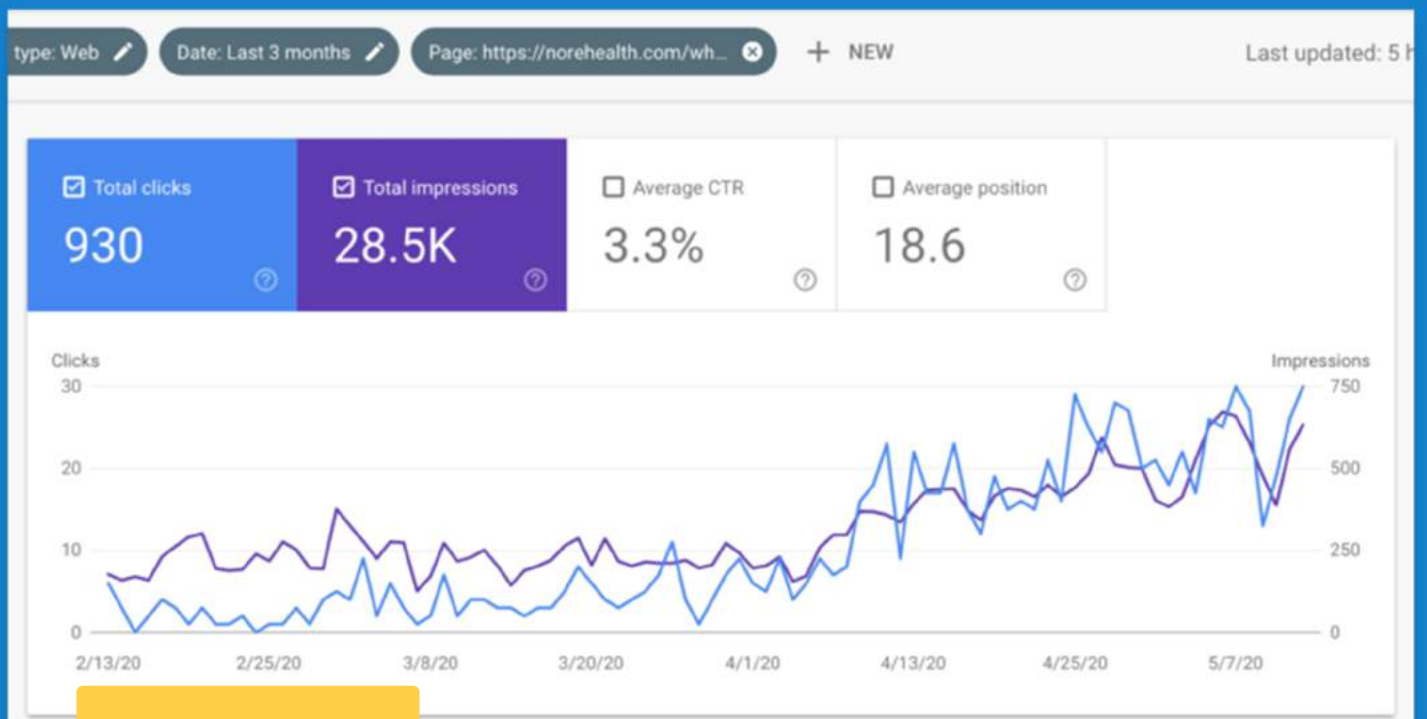 type: Web Date: Last 3 months Page: https://norehealth.com/wh... + NEW Last updated: 5 h
Total clicks Total impressions Average CTR Average position
930 28.5K 3.3% 18.6
Clicks Impressions
30 750
20 500
10 250
0 0
2/13/20 2/25/20 3/8/20 3/20/20 4/1/20 4/13/20 4/25/20 5/7/20